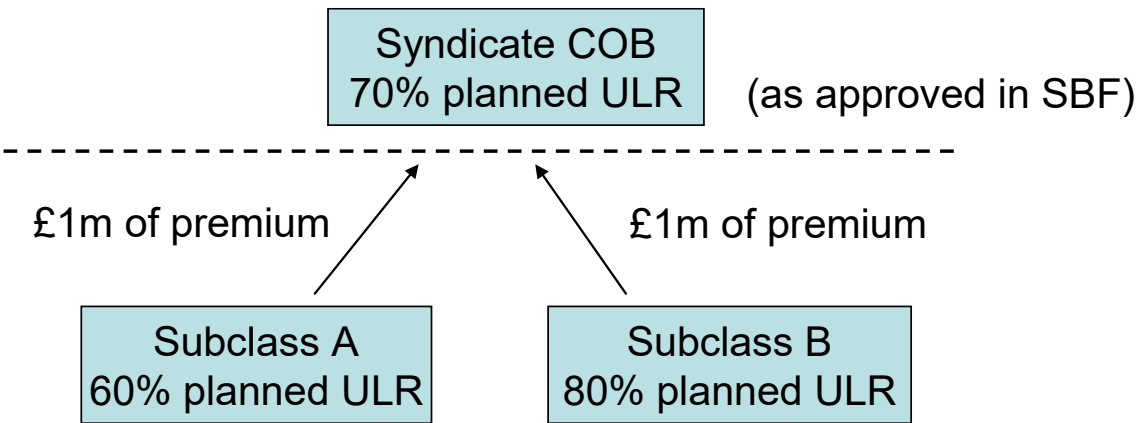 Syndicate COB
70% planned ULR
(as approved in SBF)
£1m of premium
£1m of premium
Subclass A
60% planned ULR
Subclass B
80% planned ULR